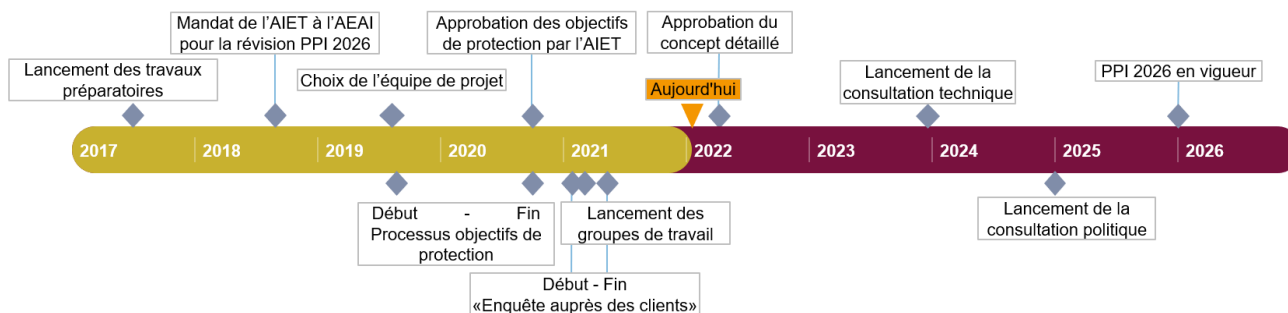 Mandat de l’AIET à l’AEAI
pour la révision PPI 2026
Approbation des objectifs
de protection par l’AIET
Approbation du
concept détaillé
Lancement des travaux
préparatoires
Choix de l’équipe de projet
Aujourd'hui
Lancement de la
consultation technique
PPI 2026 en vigueur
2017 2018 2019 2020 2021 2022 2023 2024 2025 2026
Début - Fin
Processus objectifs de
protection
Lancement des
groupes de travail
Lancement de la
consultation politique
Début - Fin
«Enquête auprès des clients»